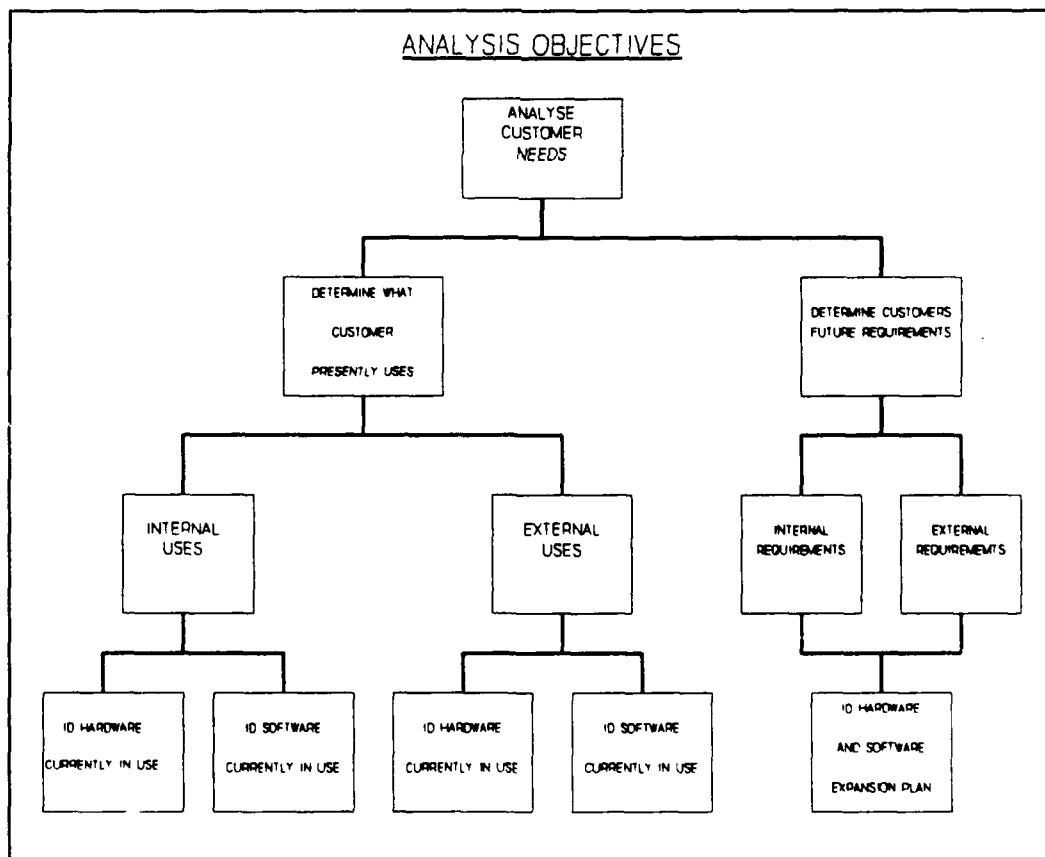 ANALYSIS OBJECTIVES
ANALYSE
CUSTOMER
NEEDS
DETERMINE WHAT
CUSTOMER
PRESENTLY USES
DETERMINE CUSTOMERS
FUTURE REQUIREMENTS
INTERNAL
USES
EXTERNAL
USES
INTERNAL
REQUIREMENTS
EXTERNAL
REQUIREMEMTS
ID HARDWARE
CURRENTLY IN USE
ID SOFTWARE
CURRENTLY IN USE
ID HARDWARE
CURRENTLY IN USE
ID SOFTWARE
CURRENTLY IN USE
ID HARDWARE
AND SOFTWARE
EXPANSION PLAN